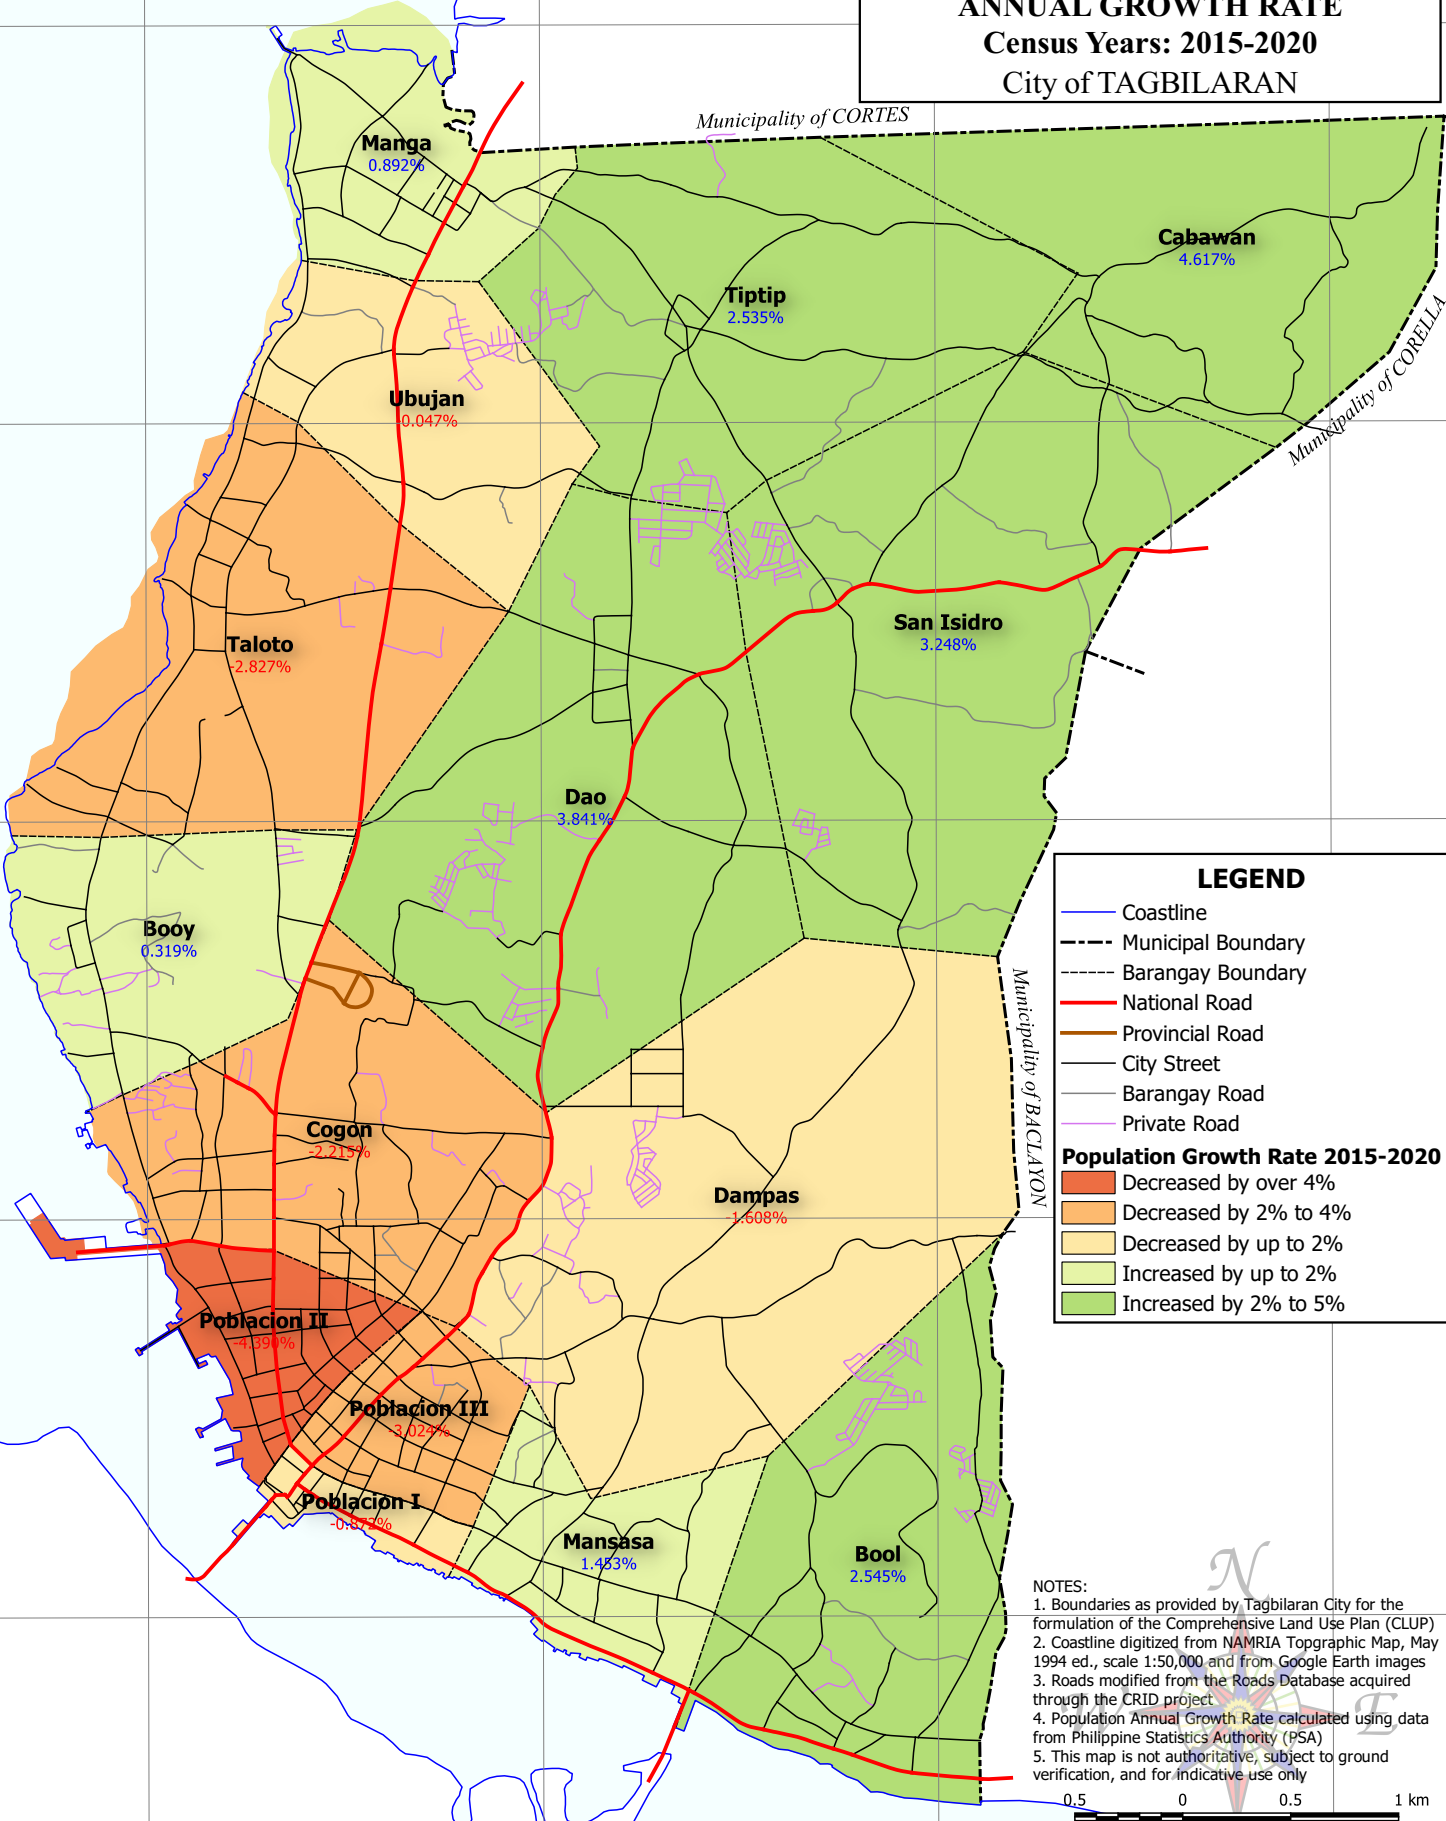 ANNUAL GROWTH RATE
Census Years: 2015-2020
City of TAGBILARAN
Municipality of CORTES
Manga
0.892%
Cabawan
4.617%
Tiptip
2.535%
Municipality of CORELLA
Ubujan
-0.047%
San Isidro
3.248%
Taloto
-2.827%
Dao
3.841%
Booy
0.319%
Municipality of BACLAYON
Cogon
-2.215%
Dampas
-1.608%
Poblacion II
-4.390%
Poblacion III
-3.024%
Poblacion I
-0.872%
Mansasa
1.453%
Bool
2.545%
LEGEND
Coastline
Municipal Boundary
Barangay Boundary
National Road
Provincial Road
City Street
Barangay Road
Private Road
Population Growth Rate 2015-2020
Decreased by over 4%
Decreased by 2% to 4%
Decreased by up to 2%
Increased by up to 2%
Increased by 2% to 5%
N
W
E
NOTES:
1. Boundaries as provided by Tagbilaran City for the
formulation of the Comprehensive Land Use Plan (CLUP)
2. Coastline digitized from NAMRIA Topgraphic Map, May
1994 ed., scale 1:50,000 and from Google Earth images
3. Roads modified from the Roads Database acquired
through the CRID project
4. Population Annual Growth Rate calculated using data
from Philippine Statistics Authority (PSA)
5. This map is not authoritative, subject to ground
verification, and for indicative use only
0.5 0 0.5 1 km